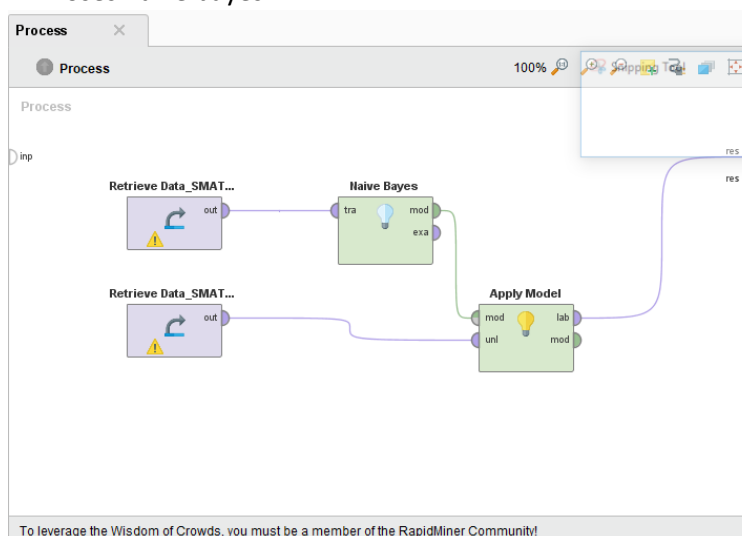 Process
Process
100%
Snipping Tool
Process
inp
res
res
Retrieve Data_SMAT...
out
Naive Bayes
tra
mod
exa
Retrieve Data_SMAT...
out
Apply Model
mod
lab
unl
mod
To leverage the Wisdom of Crowds, you must be a member of the RapidMiner Community!